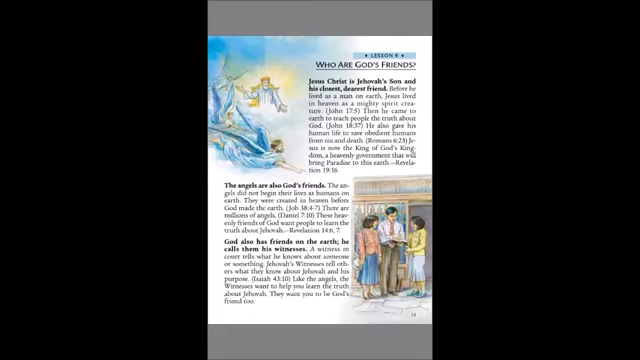 ♦ LESSON 9 ♦
WHO ARE GOD'S FRIENDS?
Jesus Christ is Jehovah's Son and
his closest, dearest friend. Before he
lived as a man on earth, Jesus lived
in heaven as a mighty spirit crea-
ture. (John 17:5) Then he came to
earth to teach people the truth about
God. (John 18:37) He also gave his
human life to save obedient humans
from sin and death. (Romans 6:23) Je-
sus is now the King of God's King-
dom, a heavenly government that will
bring Paradise to this earth.—Revela-
tion 19:16.
The angels are also God's friends. The an-
gels did not begin their lives as humans on
earth. They were created in heaven before
God made the earth. (Job 38:4-7) There are
millions of angels. (Daniel 7:10) These heav-
enly friends of God want people to learn the
truth about Jehovah.—Revelation 14:6, 7.
God also has friends on the earth; he
calls them his witnesses. A witness in
court tells what he knows about someone
or something. Jehovah's Witnesses tell oth-
ers what they know about Jehovah and his
purpose. (Isaiah 43:10) Like the angels, the
Witnesses want to help you learn the truth
about Jehovah. They want you to be God's
friend too.